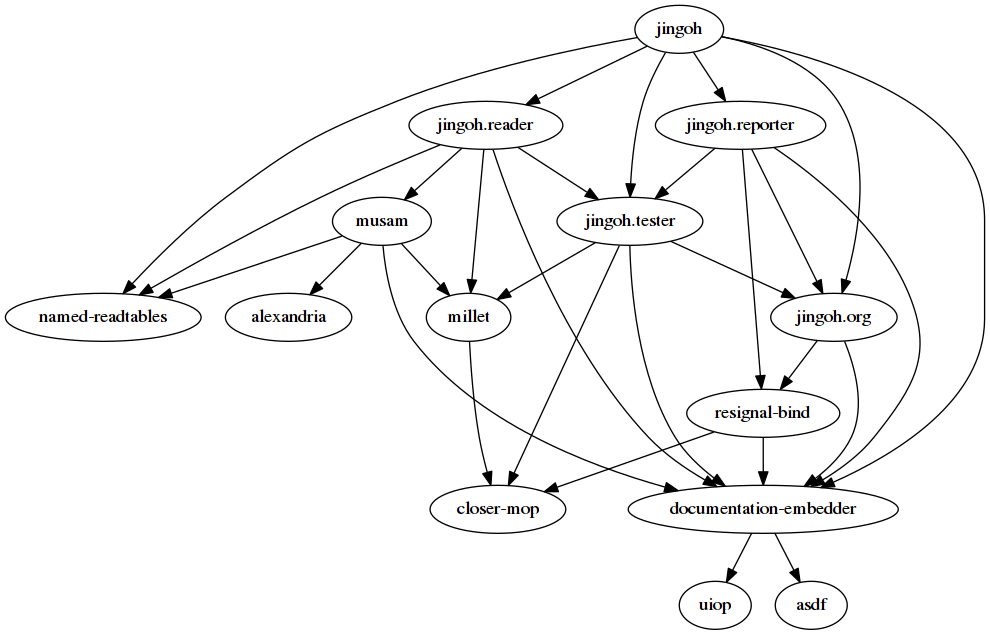 jingoh
jingoh.reader
jingoh.reporter
musam
jingoh.tester
named-readtables
alexandria
millet
jingoh.org
resignal-bind
closer-mop
documentation-embedder
uiop
asdf